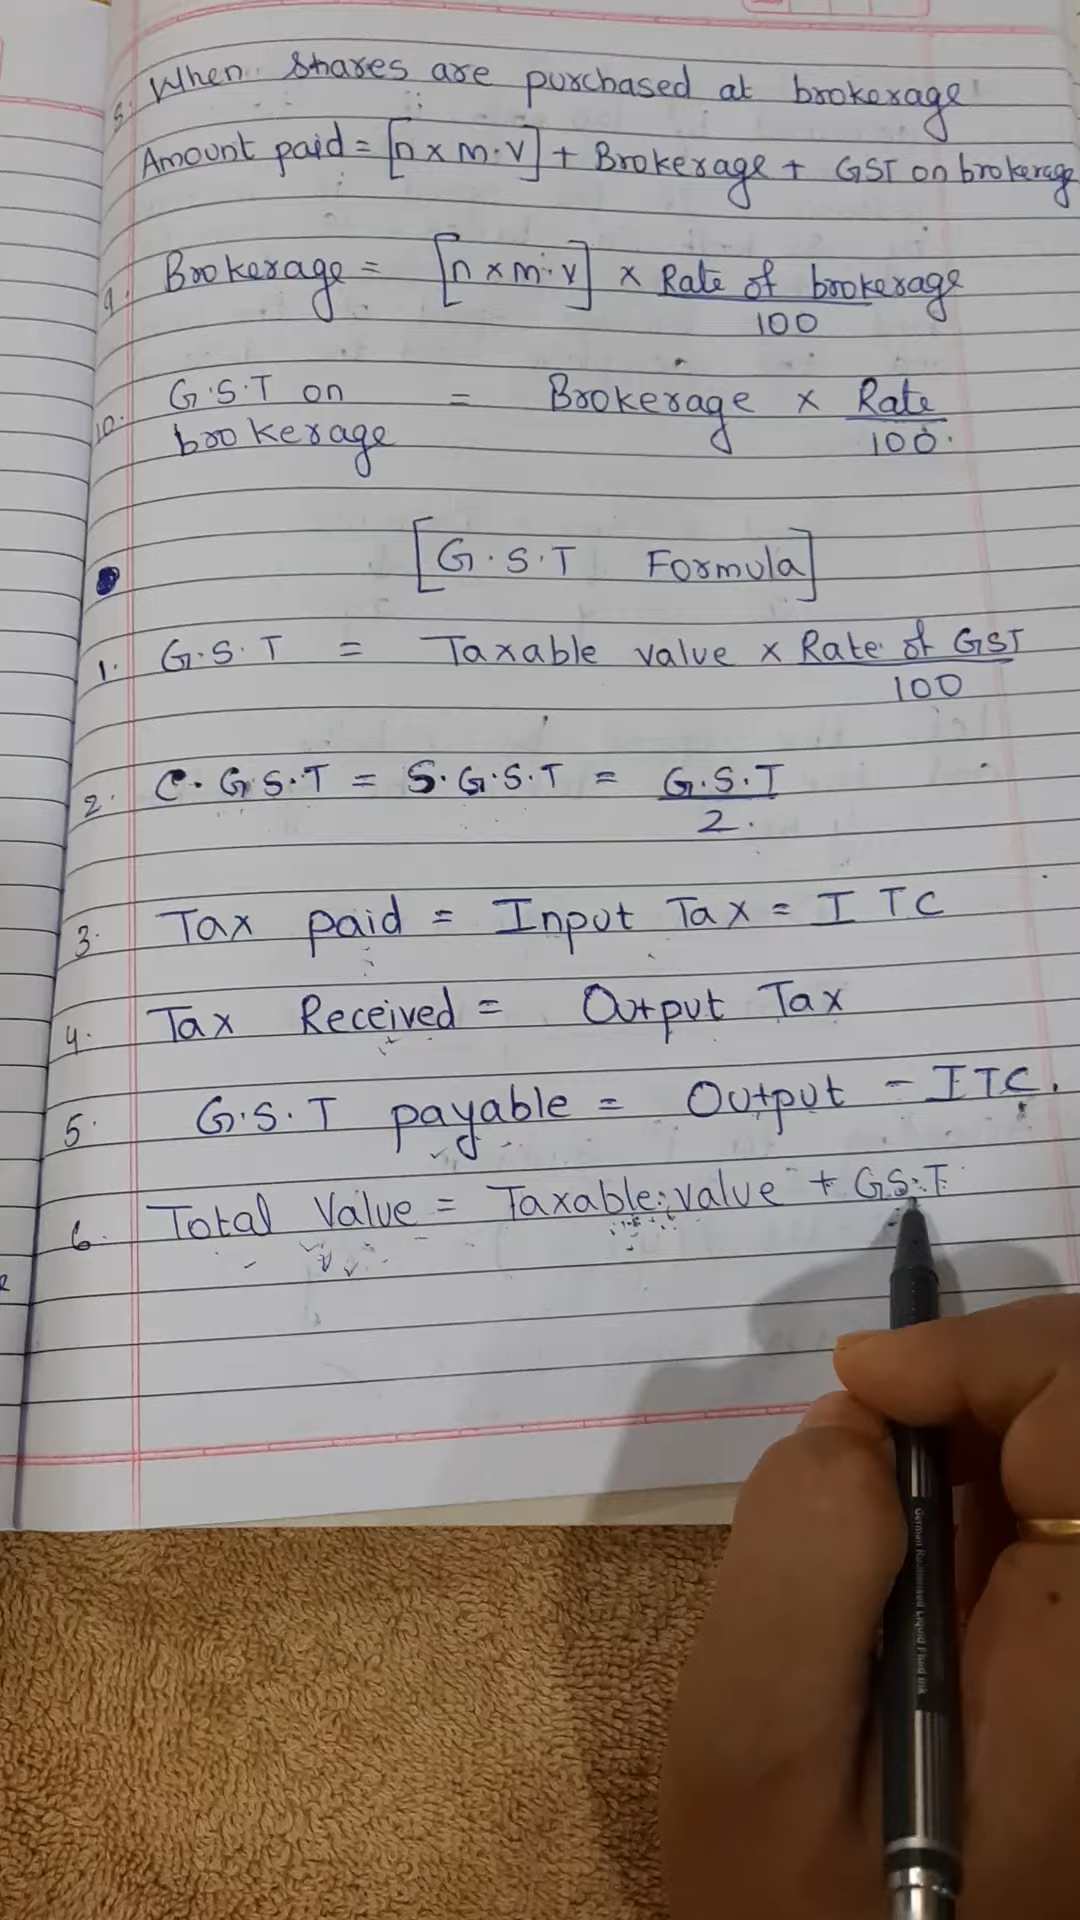 8. When shares are purchased at brokerage
Amount paid = [n x m.v] + Brokerage + GST on brokerage
9. Brokerage = [n x m.v] x Rate of brokerage
100
10. G.S.T on brokerage = Brokerage x Rate
100.
[G.S.T Formula]
1. G.S.T = Taxable value x Rate of GST
100
2. C.G.S.T = S.G.S.T = G.S.T
2.
3. Tax paid = Input Tax = ITC
4. Tax Received = Output Tax
5. G.S.T payable = Output - ITC.
6. Total Value = Taxable value + G.S.T